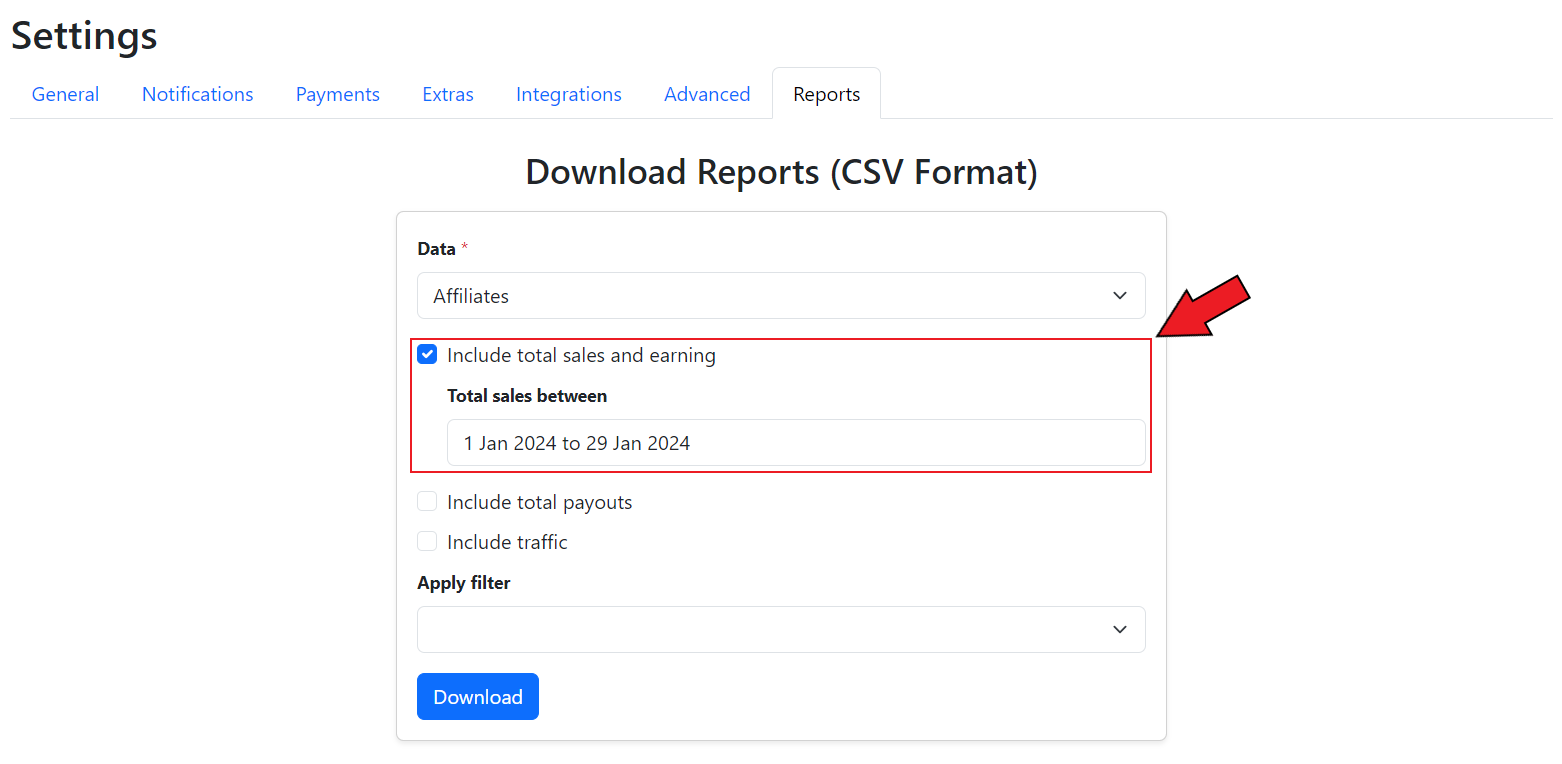 Settings
General Notifications Payments Extras Integrations Advanced Reports
Download Reports (CSV Format)
Data *
Affiliates
Include total sales and earning
Total sales between
1 Jan 2024 to 29 Jan 2024
Include total payouts
Include traffic
Apply filter
Download